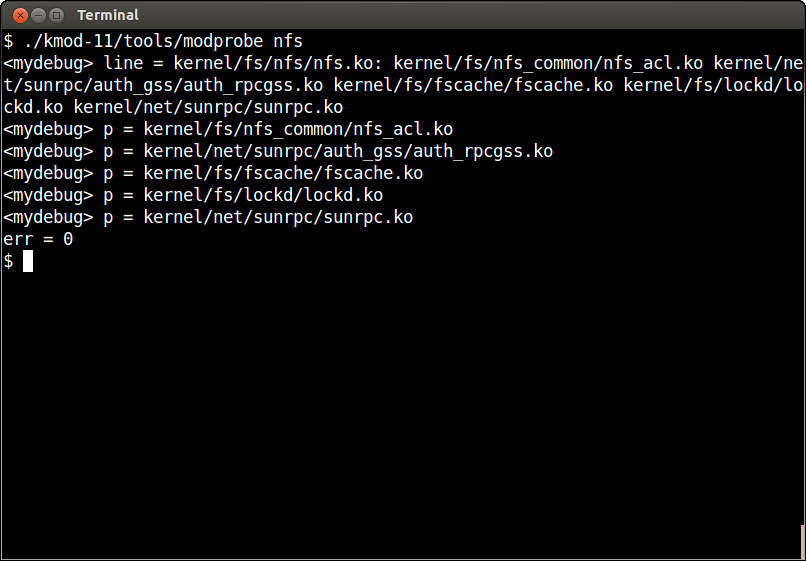 Terminal
$ ./kmod-11/tools/modprobe nfs
<mydebug> line = kernel/fs/nfs/nfs.ko: kernel/fs/nfs_common/nfs_acl.ko kernel/ne
t/sunrpc/auth_gss/auth_rpcgss.ko kernel/fs/fscache/fscache.ko kernel/fs/lockd/lo
ckd.ko kernel/net/sunrpc/sunrpc.ko
<mydebug> p = kernel/fs/nfs_common/nfs_acl.ko
<mydebug> p = kernel/net/sunrpc/auth_gss/auth_rpcgss.ko
<mydebug> p = kernel/fs/fscache/fscache.ko
<mydebug> p = kernel/fs/lockd/lockd.ko
<mydebug> p = kernel/net/sunrpc/sunrpc.ko
err = 0
$